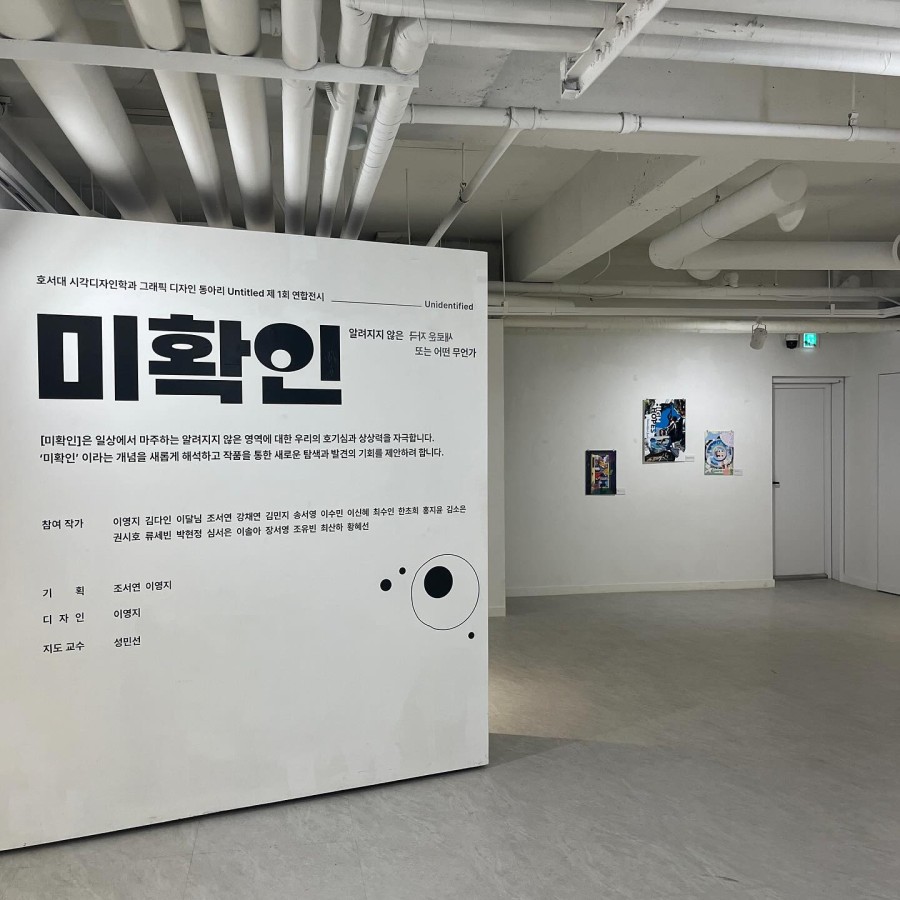 호서대 시각디자인학과 그래픽 디자인 동아리 Untitled 제 1회 연합전시
Unidentified
미확인
알려지지 않은 새로운 자극
또는 어떤 무언가
[미확인]은 일상에서 마주하는 알려지지 않은 영역에 대한 우리의 호기심과 상상력을 자극합니다.
‘미확인’ 이라는 개념을 새롭게 해석하고 작품을 통한 새로운 탐색과 발견의 기회를 제안하려 합니다.
참여 작가 이영지 김다인 이달님 조서연 강채연 김민지 송서영 이수민 이신혜 최수인 한초희 홍지윤 김소은
권시호 류세빈 박현정 심서은 이솔아 장서영 조유빈 최산하 황혜선
기 획 조서연 이영지
디 자 인 이영지
지도 교수 성민선
HIGH
HOPES